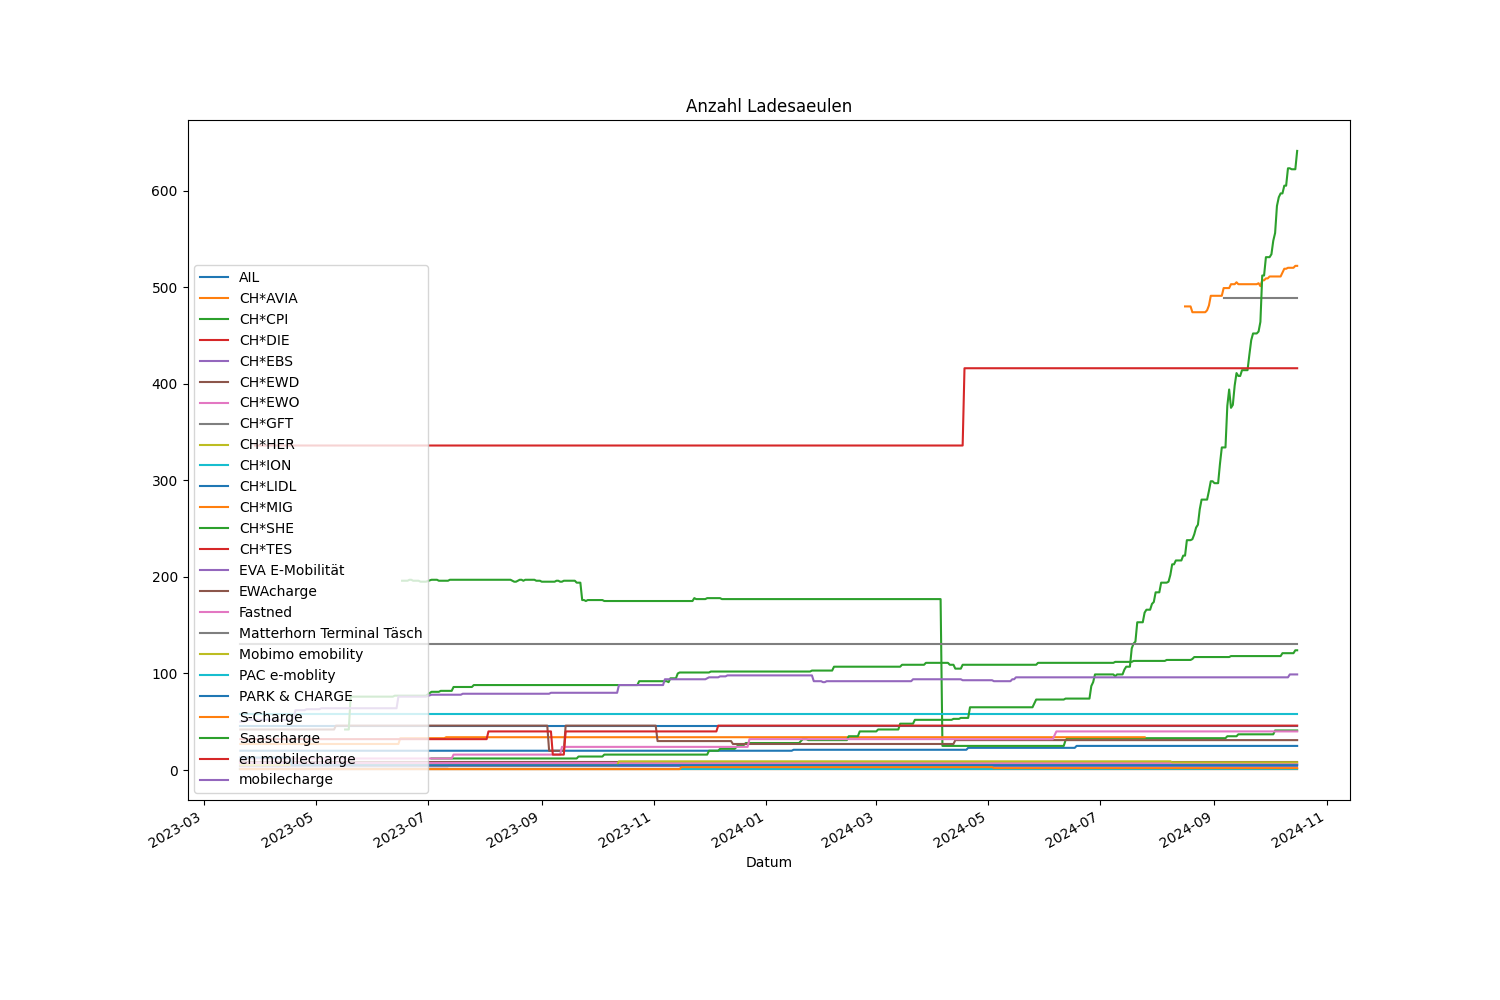 Anzahl Ladesaeulen
600
500
400
300
200
100
0
AIL
CH*AVIA
CH*CPI
CH*DIE
CH*EBS
CH*EWD
CH*EWO
CH*GFT
CH*HER
CH*ION
CH*LIDL
CH*MIG
CH*SHE
CH*TES
EVA E-Mobilität
EWAcharge
Fastned
Matterhorn Terminal Täsch
Mobimo emobility
PAC e-moblity
PARK & CHARGE
S-Charge
Saascharge
en mobilecharge
mobilecharge
2023-03
2023-05
2023-07
2023-09
2023-11
2024-01
2024-03
2024-05
2024-07
2024-09
2024-11
Datum